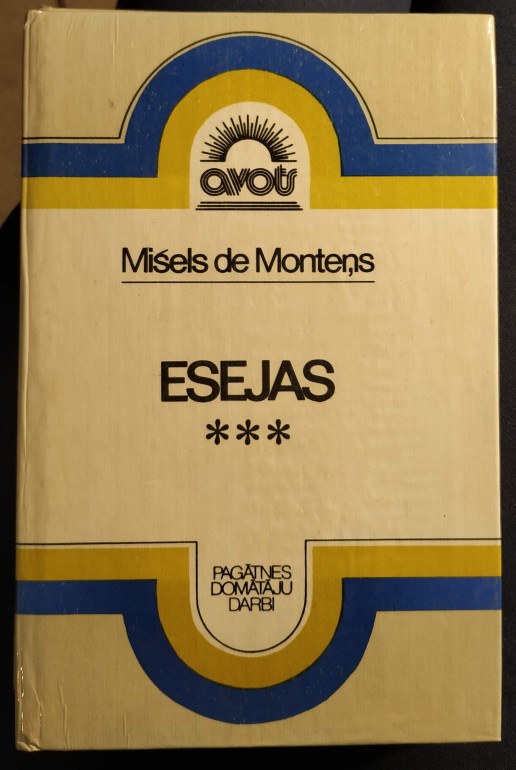 avots
Mišels de Monteņs
ESEJAS
***
PAGĀTNES
DOMĀTĀJU
DARBI